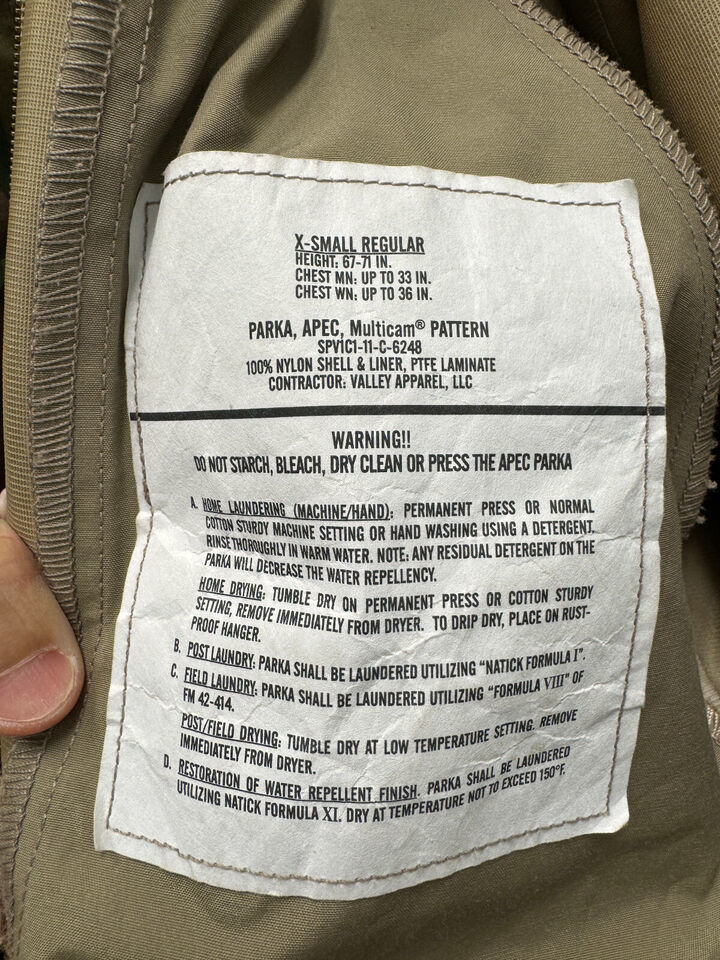 X-SMALL REGULAR
HEIGHT: 67-71 IN.
CHEST MN: UP TO 33 IN.
CHEST WN: UP TO 36 IN.
PARKA, APEC, Multicam® PATTERN
SPV1C1-11-C-6248
100% NYLON SHELL & LINER, PTFE LAMINATE
CONTRACTOR: VALLEY APPAREL, LLC
WARNING!!
DO NOT STARCH, BLEACH, DRY CLEAN OR PRESS THE APEC PARKA
A. HOME LAUNDERING (MACHINE/HAND): PERMANENT PRESS OR NORMAL
COTTON STURDY MACHINE SETTING OR HAND WASHING USING A DETERGENT.
RINSE THOROUGHLY IN WARM WATER. NOTE: ANY RESIDUAL DETERGENT ON THE
PARKA WILL DECREASE THE WATER REPELLENCY.
HOME DRYING: TUMBLE DRY ON PERMANENT PRESS OR COTTON STURDY
SETTING, REMOVE IMMEDIATELY FROM DRYER. TO DRIP DRY, PLACE ON RUST-
PROOF HANGER.
B. POST LAUNDRY: PARKA SHALL BE LAUNDERED UTILIZING "NATICK FORMULA I".
C. FIELD LAUNDRY: PARKA SHALL BE LAUNDERED UTILIZING "FORMULA VIII" OF
FM 42-414.
POST/FIELD DRYING: TUMBLE DRY AT LOW TEMPERATURE SETTING. REMOVE
IMMEDIATELY FROM DRYER.
D. RESTORATION OF WATER REPELLENT FINISH. PARKA SHALL BE LAUNDERED
UTILIZING NATICK FORMULA XI. DRY AT TEMPERATURE NOT TO EXCEED 150°F.